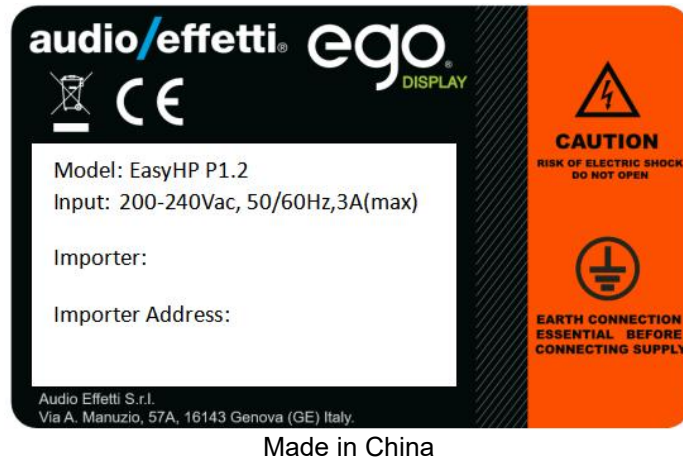 audio/effetti® ego®
DISPLAY
CE
Model: EasyHP P1.2
Input: 200-240Vac, 50/60Hz,3A(max)
Importer:
Importer Address:
Audio Effetti S.r.l.
Via A. Manuzio, 57A, 16143 Genova (GE) Italy.
CAUTION
RISK OF ELECTRIC SHOCK
DO NOT OPEN
EARTH CONNECTION
ESSENTIAL BEFORE
CONNECTING SUPPLY
Made in China